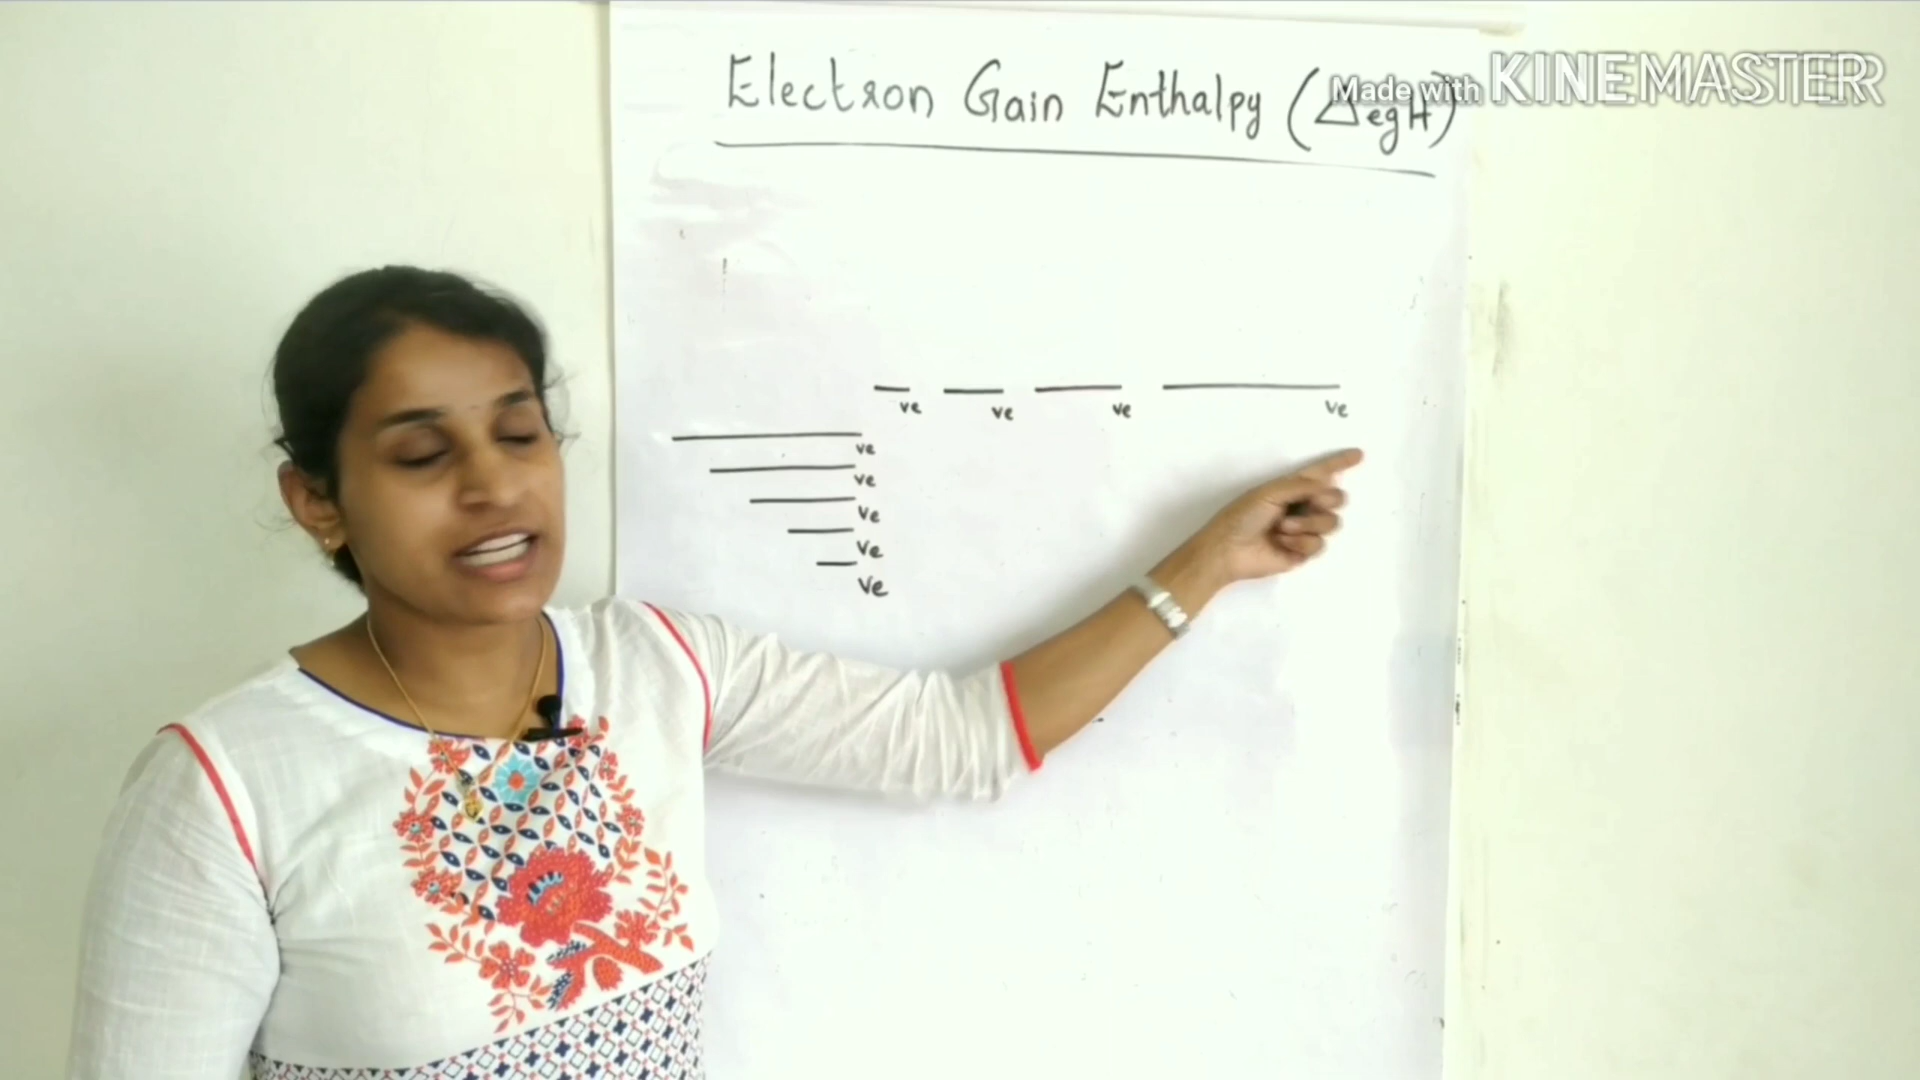 Electron Gain Enthalpy (ΔegH)
Made with KINEMASTER
— ve — ve — ve — ve
— ve
— ve
— ve
— ve
— ve